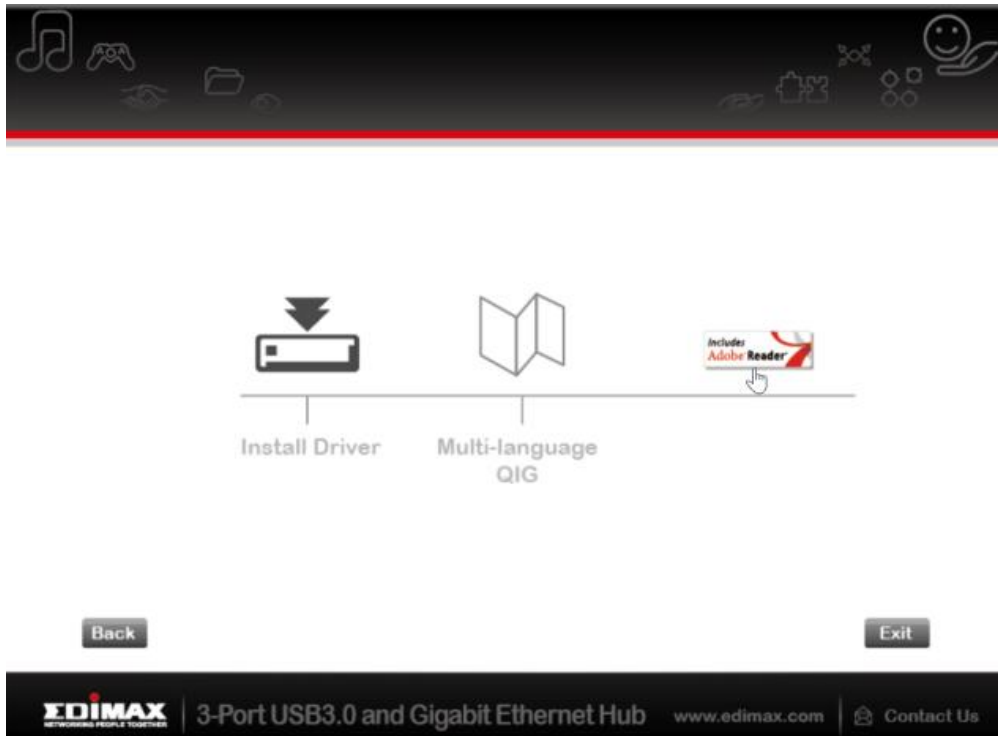 Includes
Adobe Reader
Install Driver
Multi-language
QIG
Back
Exit
EDIMAX
NETWORKING PEOPLE TOGETHER
3-Port USB3.0 and Gigabit Ethernet Hub
www.edimax.com
Contact Us